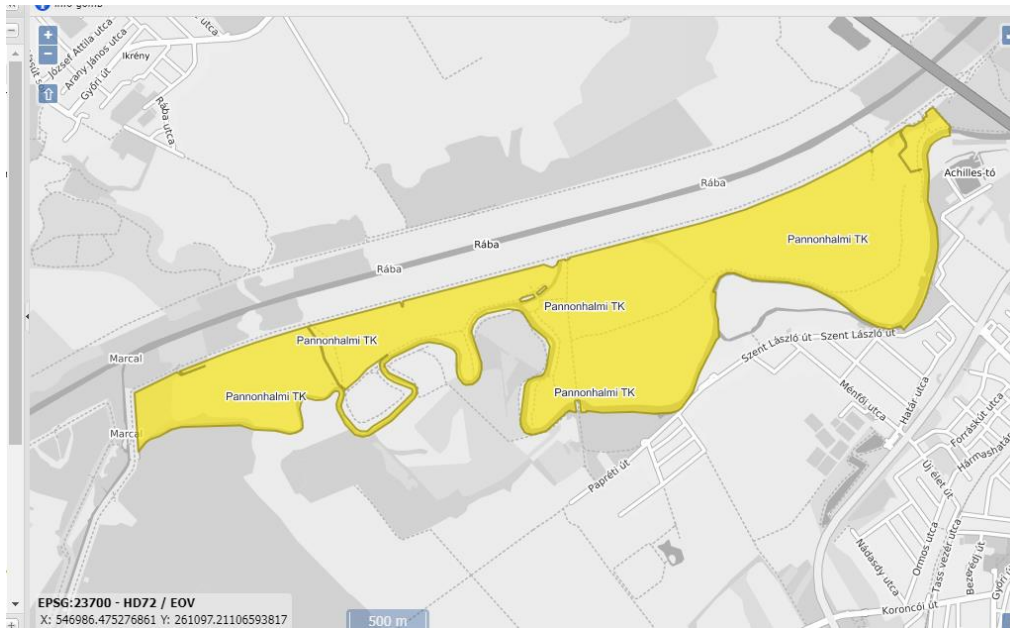 Info gomb
József Attila utca
Arany János utca
Győri út
utca
Ikrény
Rába utca
Achilles-tó
Rába
Rába
Rába
Pannonhalmi TK
Pannonhalmi TK
Pannonhalmi TK
Pannonhalmi TK
Pannonhalmi TK
Marcal
Marcal
Szent László út
Szent László út
Ménfői utca
Határ utca
Forráskút utca
Hármashatár
Papréti út
Új élet út
Ormos utca
Tass vezér utca
Bezerédj út
Győri
Nádasdy utca
Koroncói út
EPSG:23700 - HD72 / EOV
X: 546986.475276861 Y: 261097.21106593817
500 m